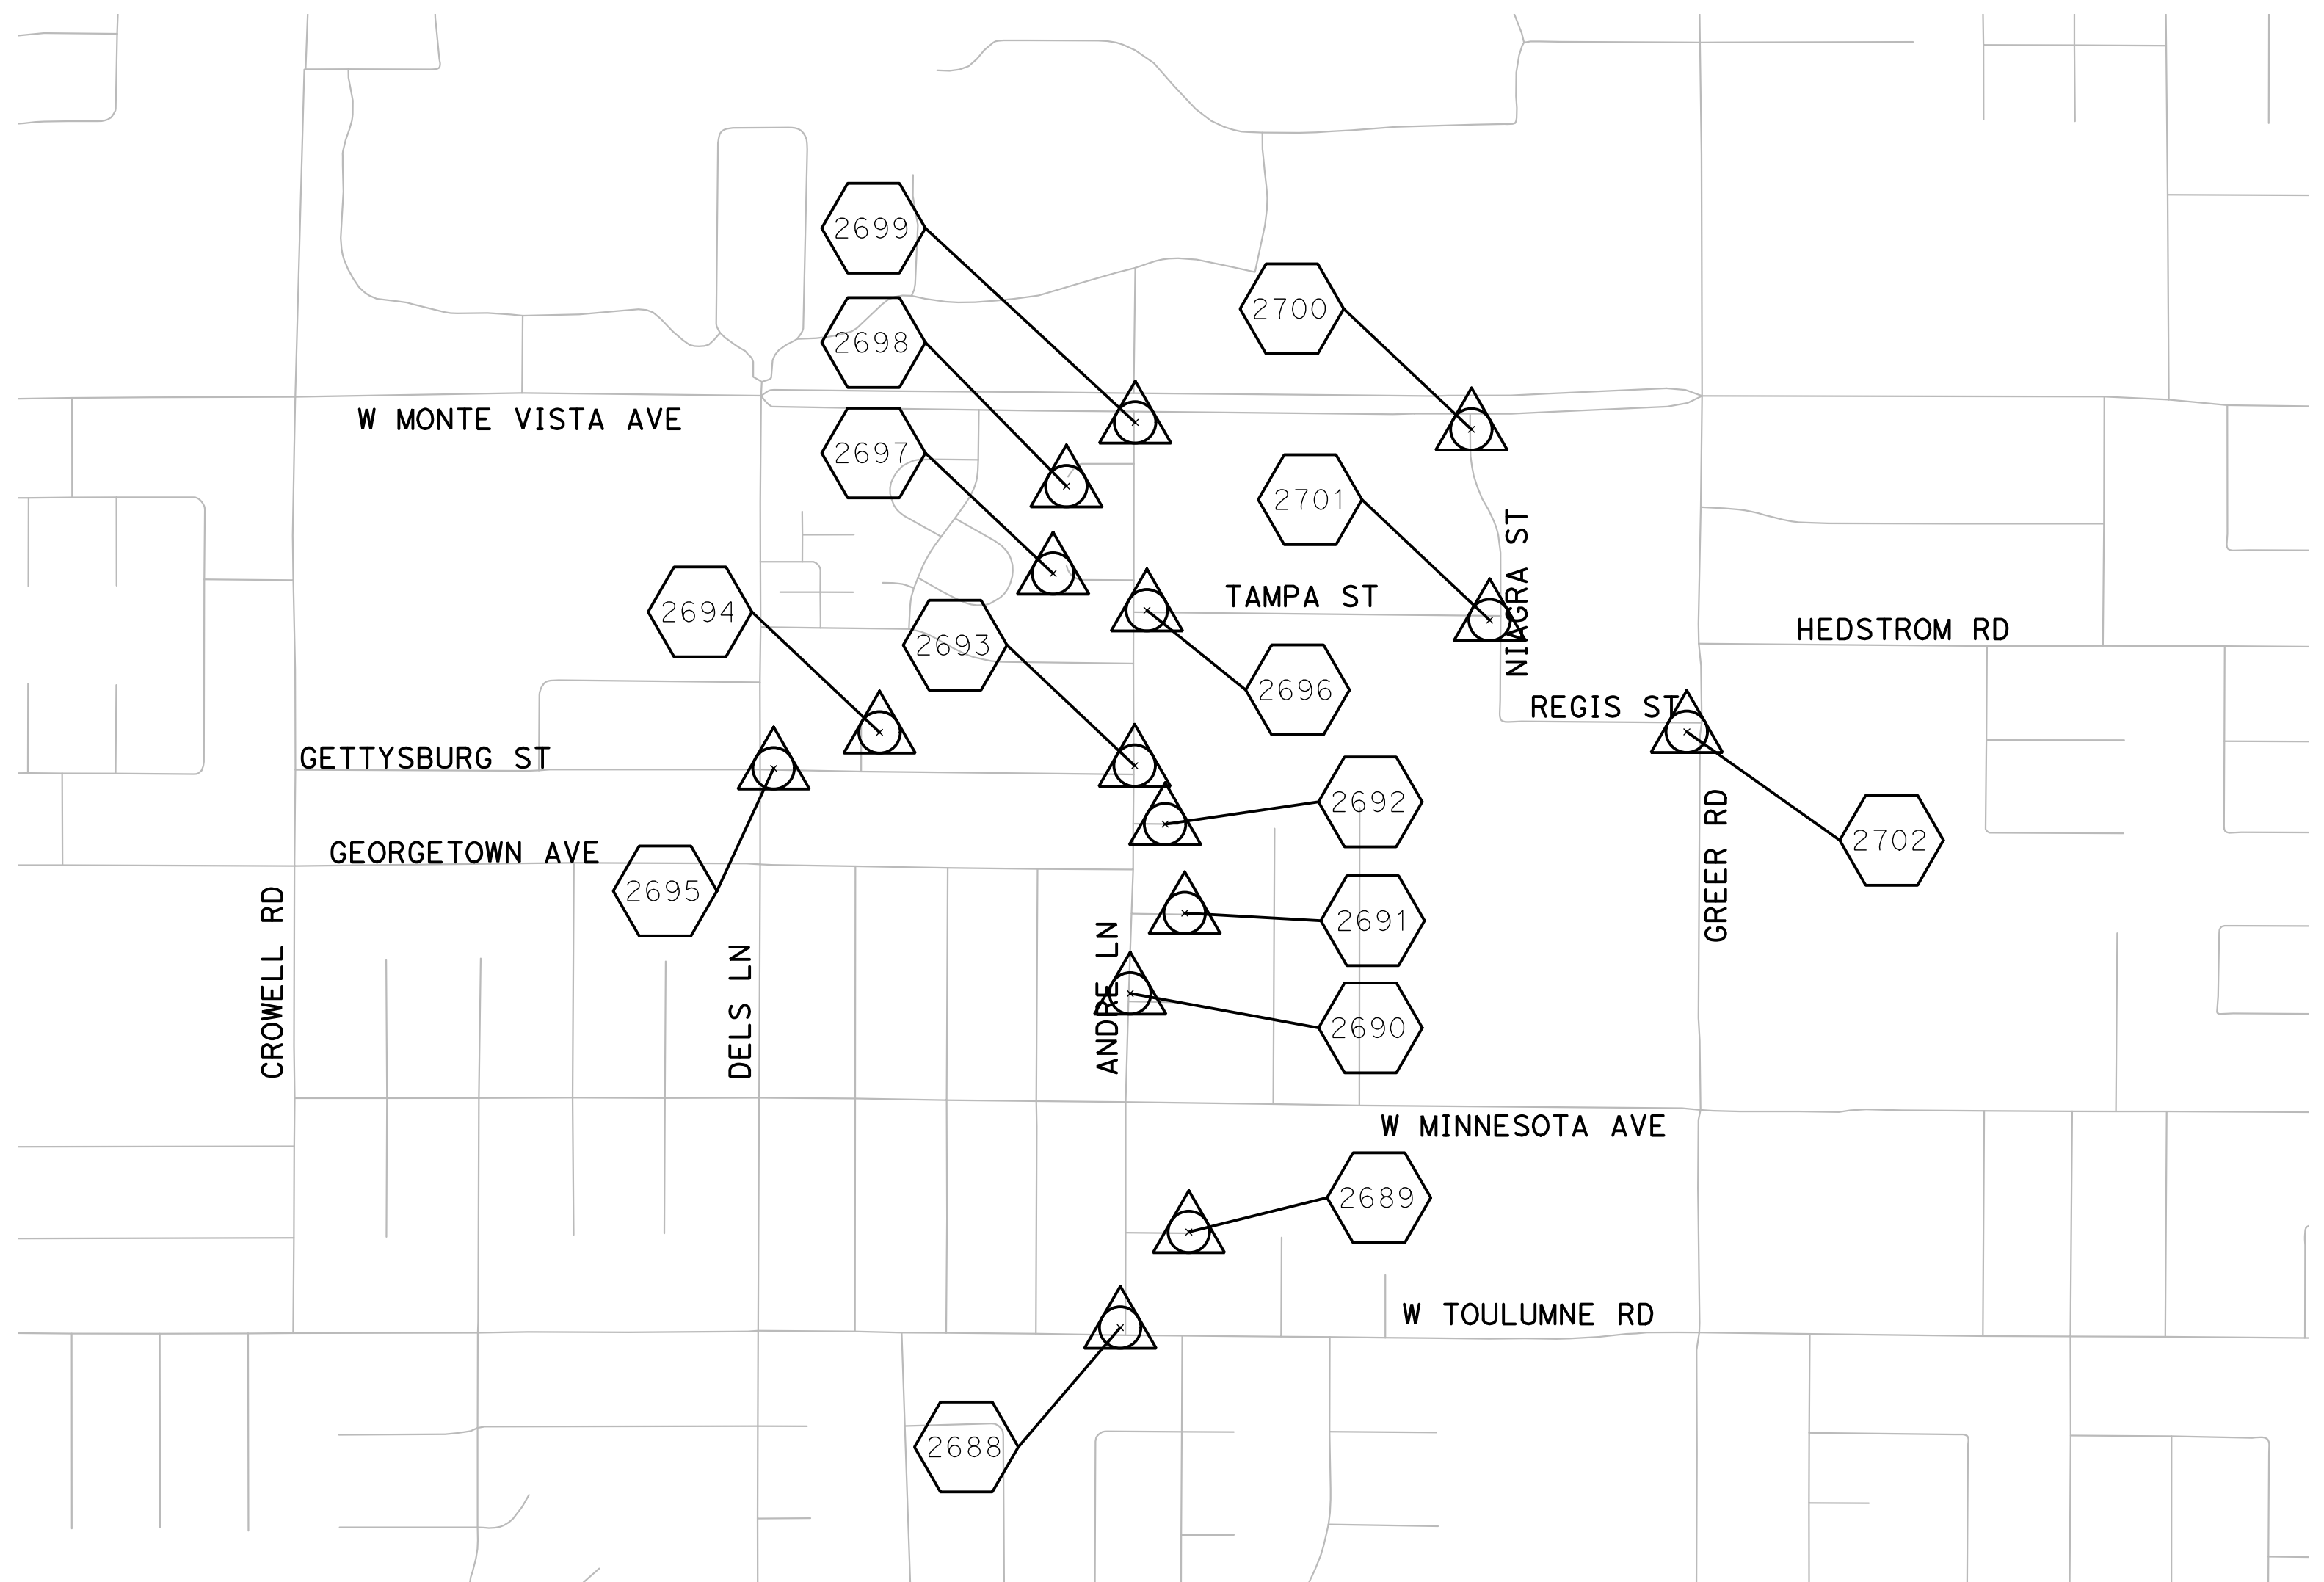 2699
2700
2698
W MONTE VISTA AVE
2697
2701
NIAGRA ST
TAMPA ST
2694
2693
HEDSTROM RD
2696
REGIS ST
GETTYSBURG ST
2692
2702
GREER RD
GEORGETOWN AVE
2695
2691
CROWELL RD
DELS LN
ANDRE LN
2690
W MINNESOTA AVE
2689
W TOULUMNE RD
2688